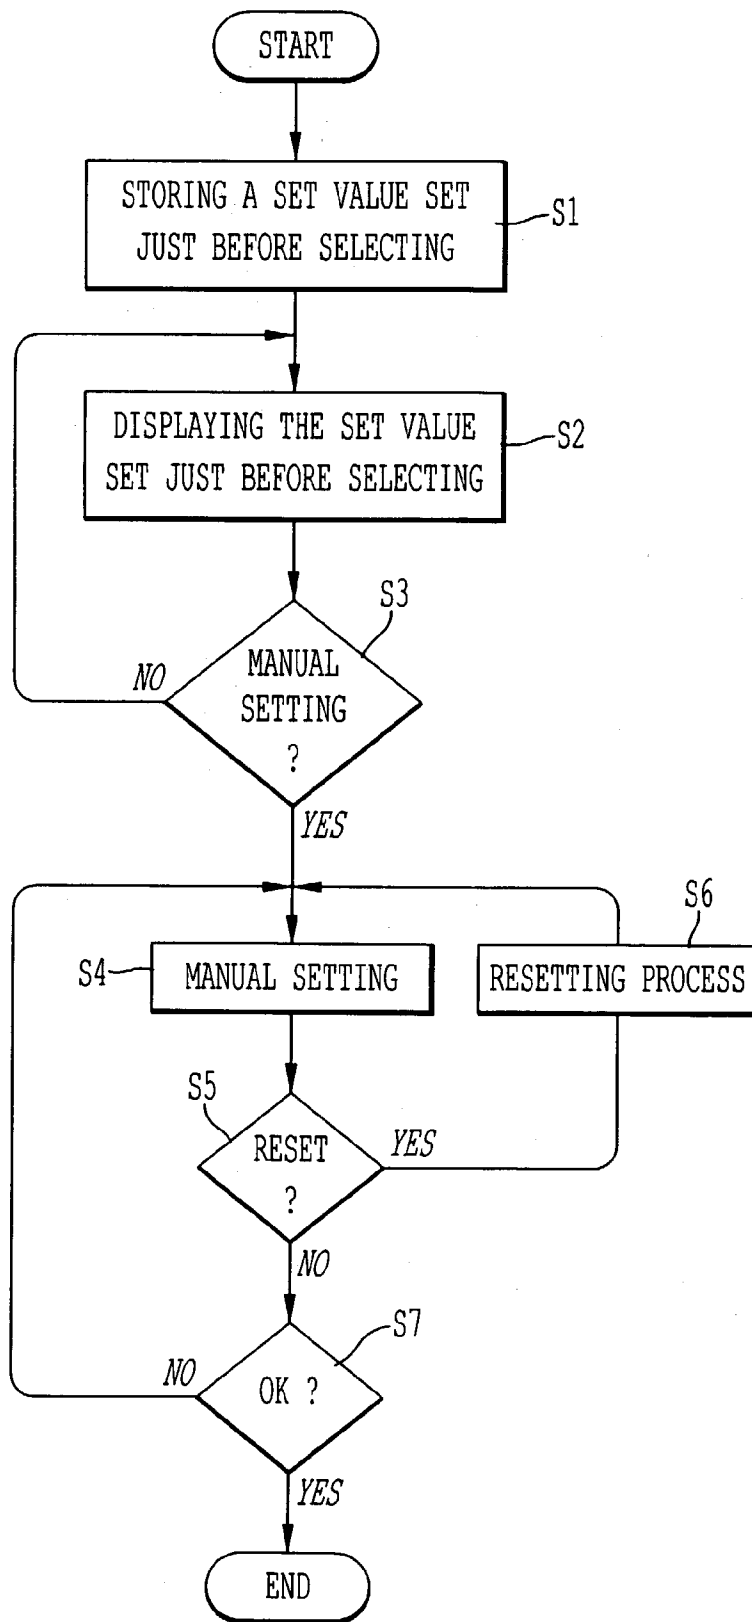 START
STORING A SET VALUE SET
JUST BEFORE SELECTING
S1
DISPLAYING THE SET VALUE
SET JUST BEFORE SELECTING
S2
S3
MANUAL
SETTING
?
NO
YES
S6
S4
MANUAL SETTING
RESETTING PROCESS
S5
RESET
?
YES
NO
S7
OK ?
NO
YES
END